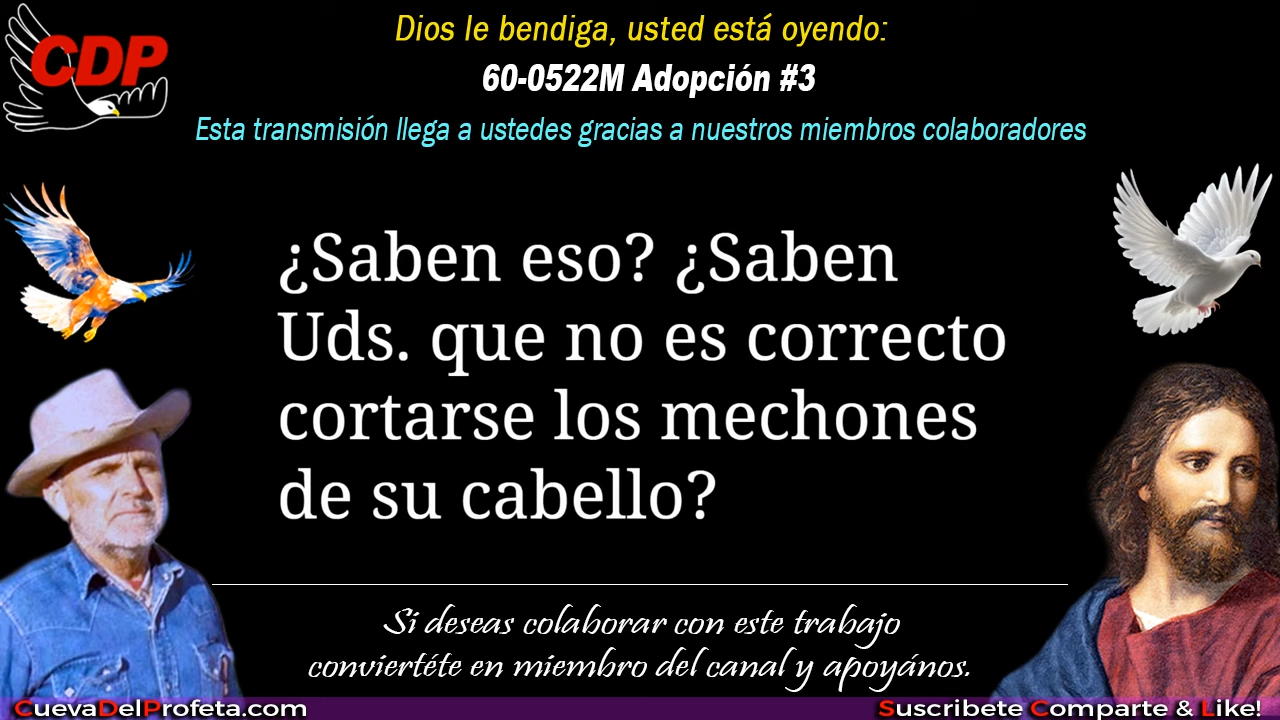 CDP
Dios le bendiga, usted está oyendo:
60-0522M Adopción #3
Esta transmisión llega a ustedes gracias a nuestros miembros colaboradores
¿Saben eso? ¿Saben
Uds. que no es correcto
cortarse los mechones
de su cabello?
Si deseas colaborar con este trabajo
conviertéte en miembro del canal y apoyános.
CuevaDelProfeta.com
Suscribete Comparte & Like!